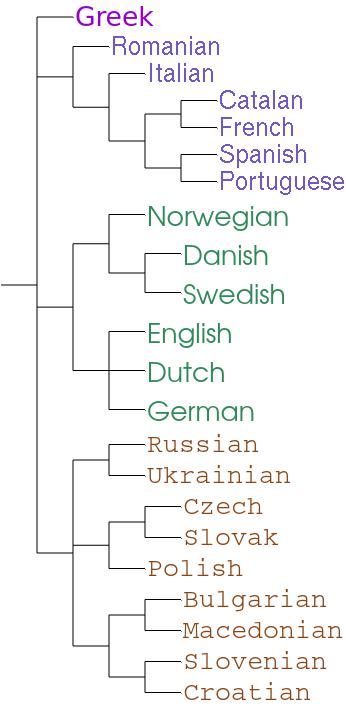 Greek
Romanian
Italian
Catalan
French
Spanish
Portuguese
Norwegian
Danish
Swedish
English
Dutch
German
Russian
Ukrainian
Czech
Slovak
Polish
Bulgarian
Macedonian
Slovenian
Croatian